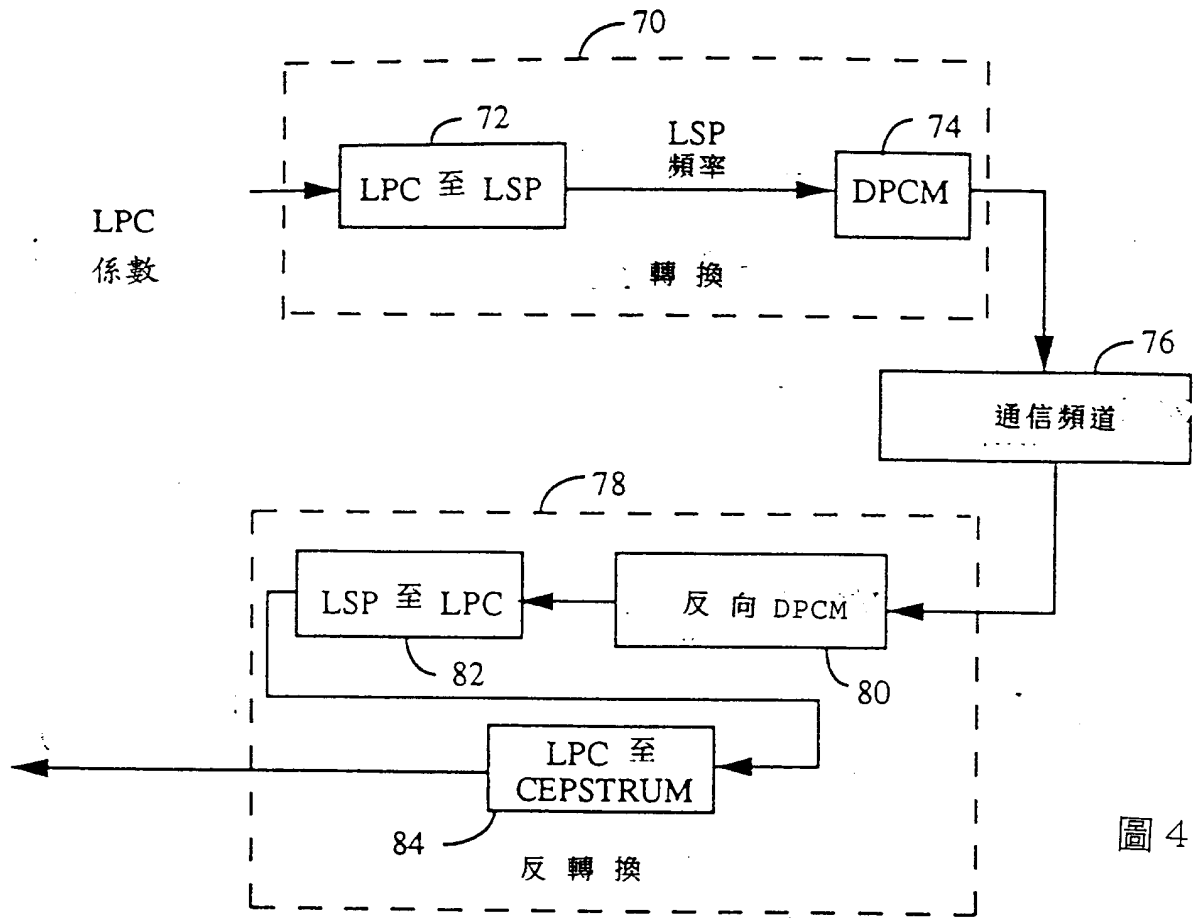 70
72
LPC 至 LSP
LSP
頻率
74
DPCM
LPC
係數
轉換
76
通信頻道
78
LSP 至 LPC
反向 DPCM
82
80
LPC 至
CEPSTRUM
84
反轉換
圖 4